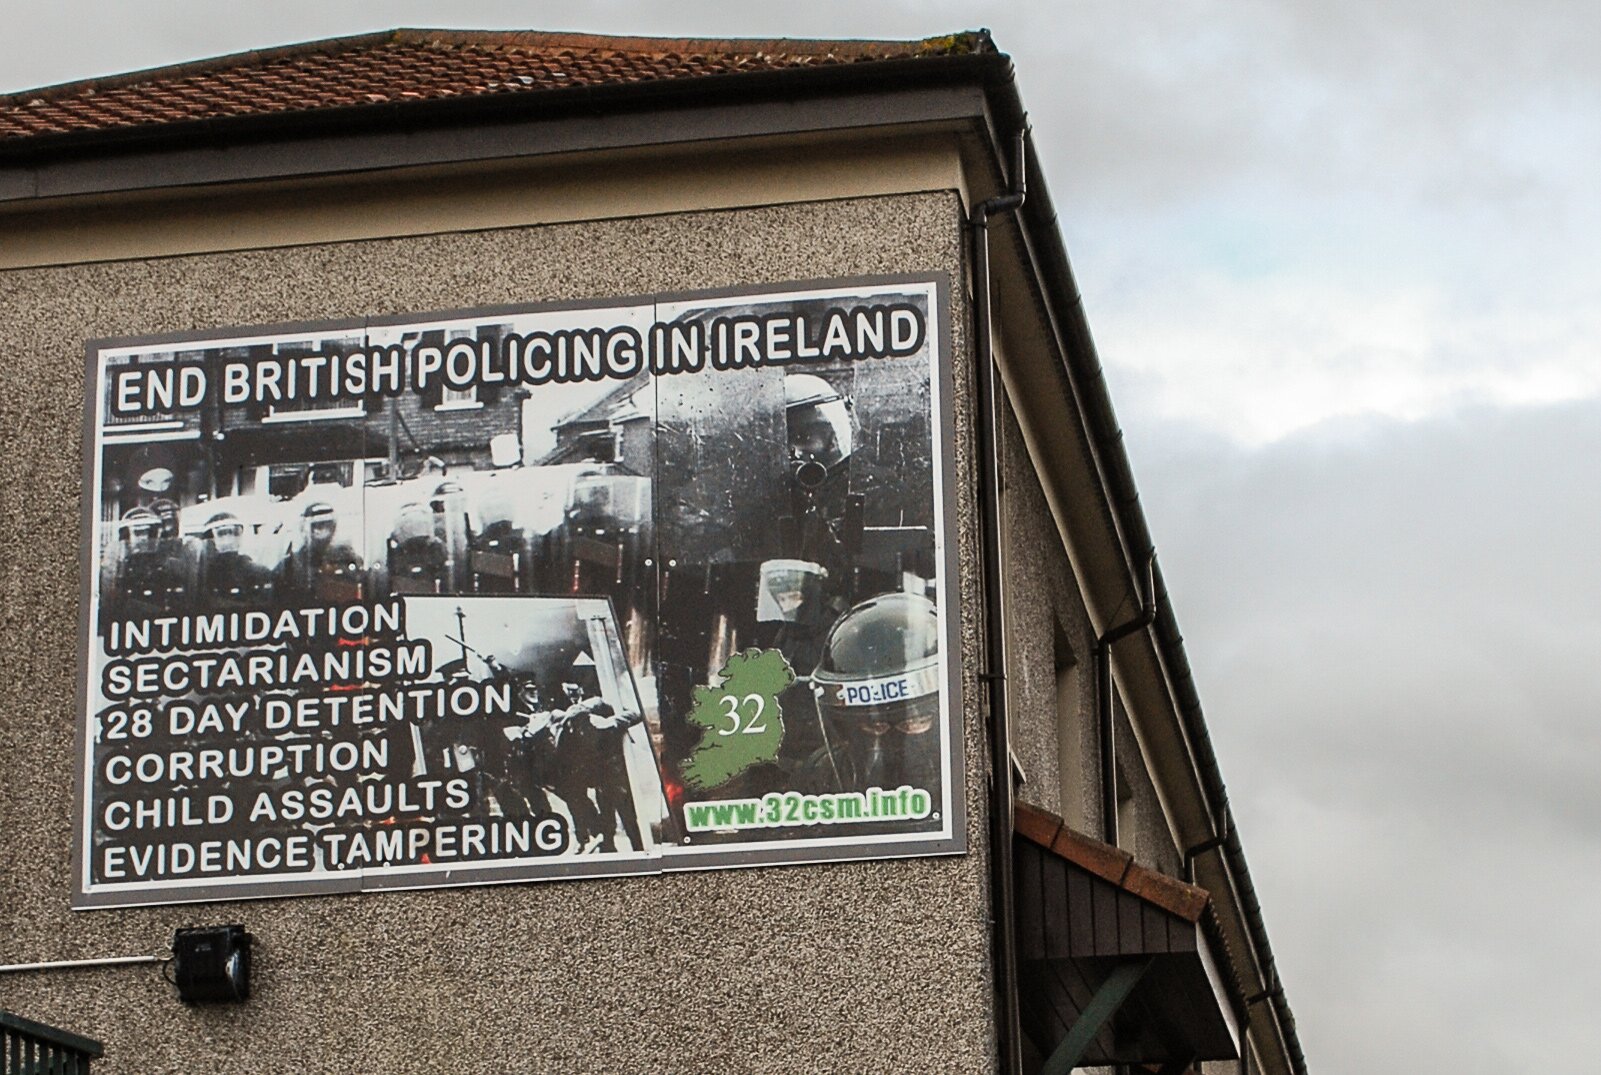 END BRITISH POLICING IN IRELAND
INTIMIDATION
SECTARIANISM
28 DAY DETENTION
CORRUPTION
CHILD ASSAULTS
EVIDENCE TAMPERING
32
POLICE
www.32csm.info